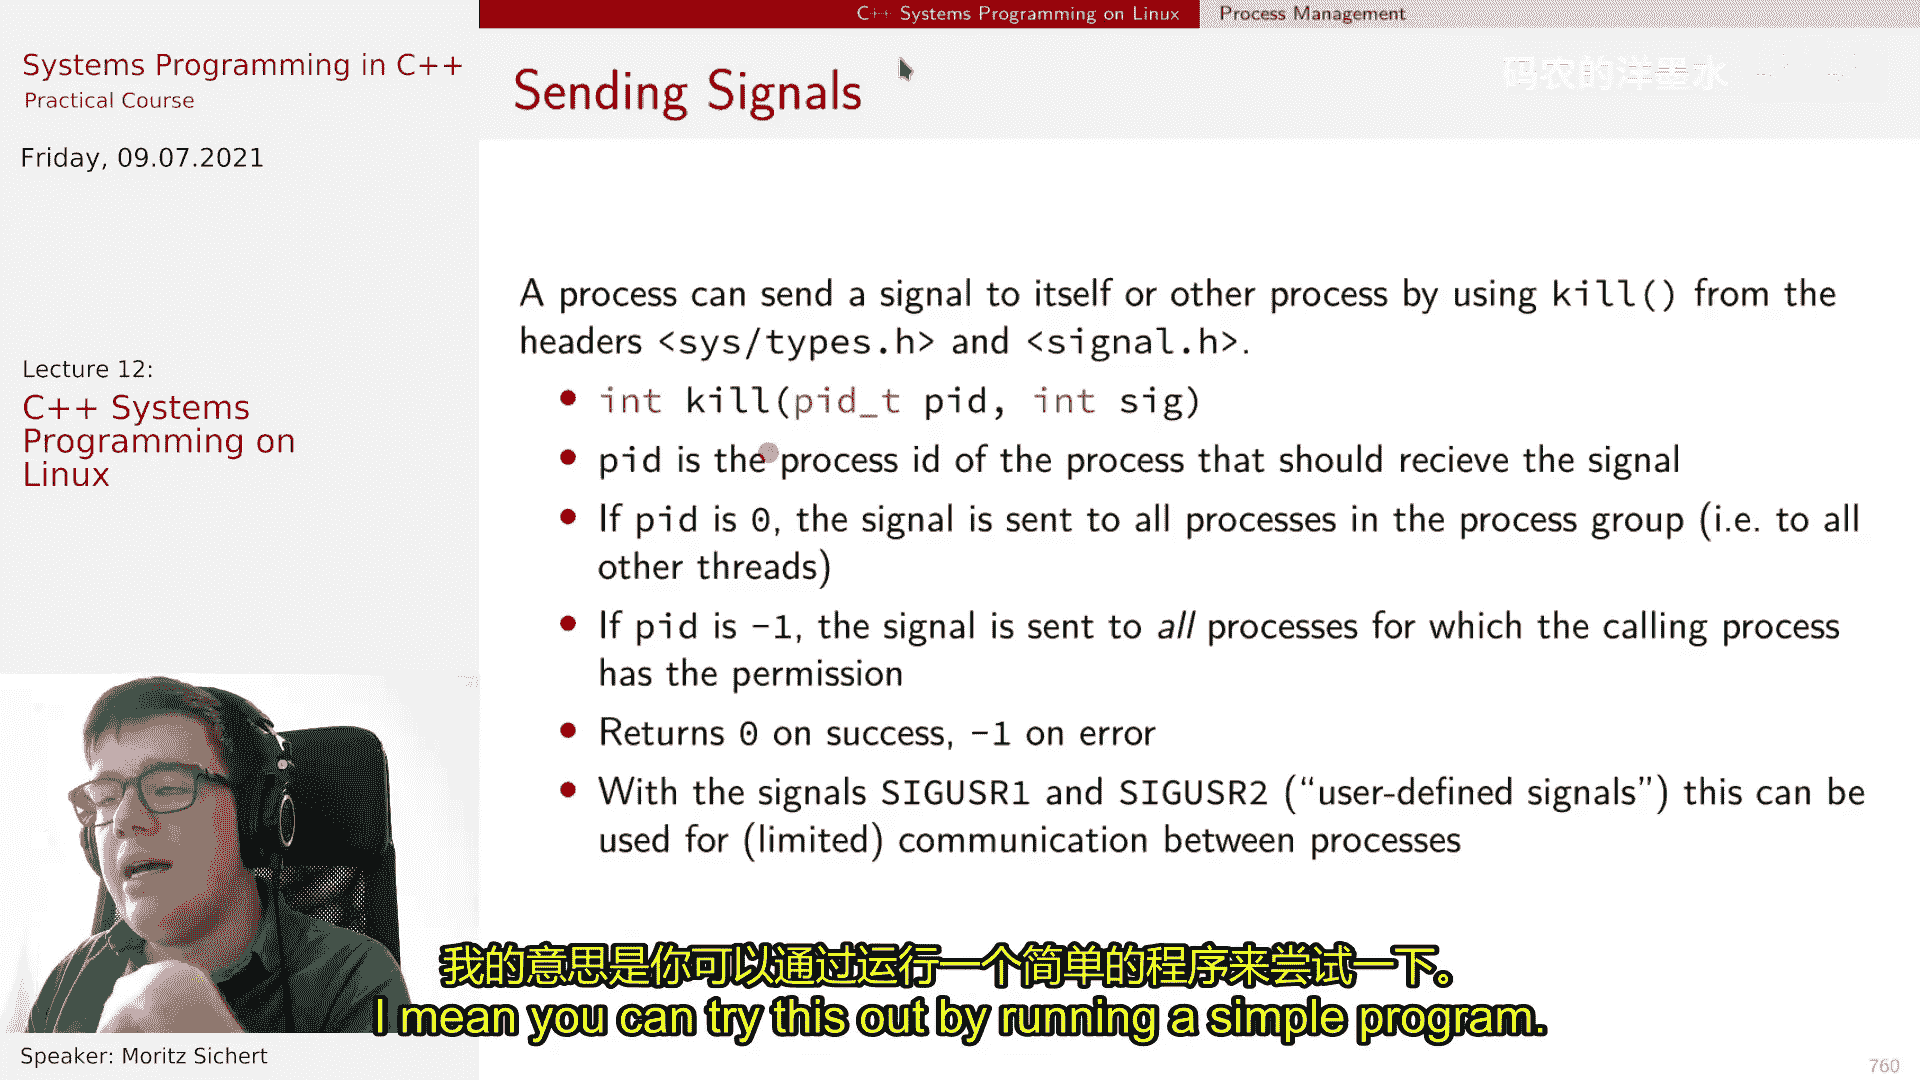 C++ Systems Programming on Linux
Process Management
Systems Programming in C++
Practical Course
Friday, 09.07.2021
Sending Signals
码农的洋墨水
A process can send a signal to itself or other process by using kill() from the
headers <sys/types.h> and <signal.h>.
int kill(pid_t pid, int sig)
pid is the process id of the process that should recieve the signal
If pid is 0, the signal is sent to all processes in the process group (i.e. to all
other threads)
If pid is -1, the signal is sent to all processes for which the calling process
has the permission
Returns 0 on success, -1 on error
With the signals SIGUSR1 and SIGUSR2 (“user-defined signals”) this can be
used for (limited) communication between processes
Lecture 12:
C++ Systems
Programming on
Linux
我的意思是你可以通过运行一个简单的程序来尝试一下。
I mean you can try this out by running a simple program.
Speaker: Moritz Sichert
760